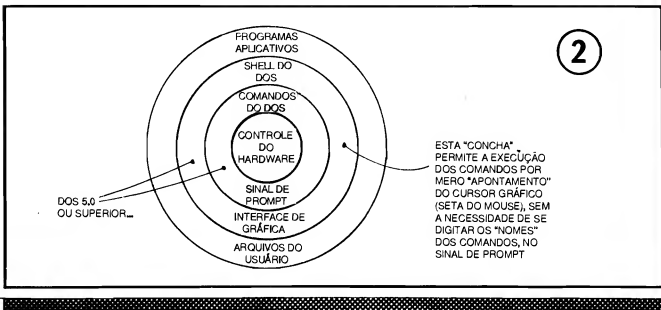 PROGRAMAS
APLICATIVOS
SHELL DO
DOS
COMANDOS
DO DOS
CONTROLE
DO
HARDWARE
SINAL DE
PROMPT
INTERFACE DE
GRÁFICA
ARQUIVOS DO
USUÁRIO
DOS 5.0
OU SUPERIOR...
2
ESTA "CONCHA"
PERMITE A EXECUÇÃO
DOS COMANDOS POR
MERO "APONTAMENTO"
DO CURSOR GRÁFICO
(SETA DO MOUSE), SEM
A NECESSIDADE DE SE
DIGITAR OS "NOMES"
DOS COMANDOS, NO
SINAL DE PROMPT